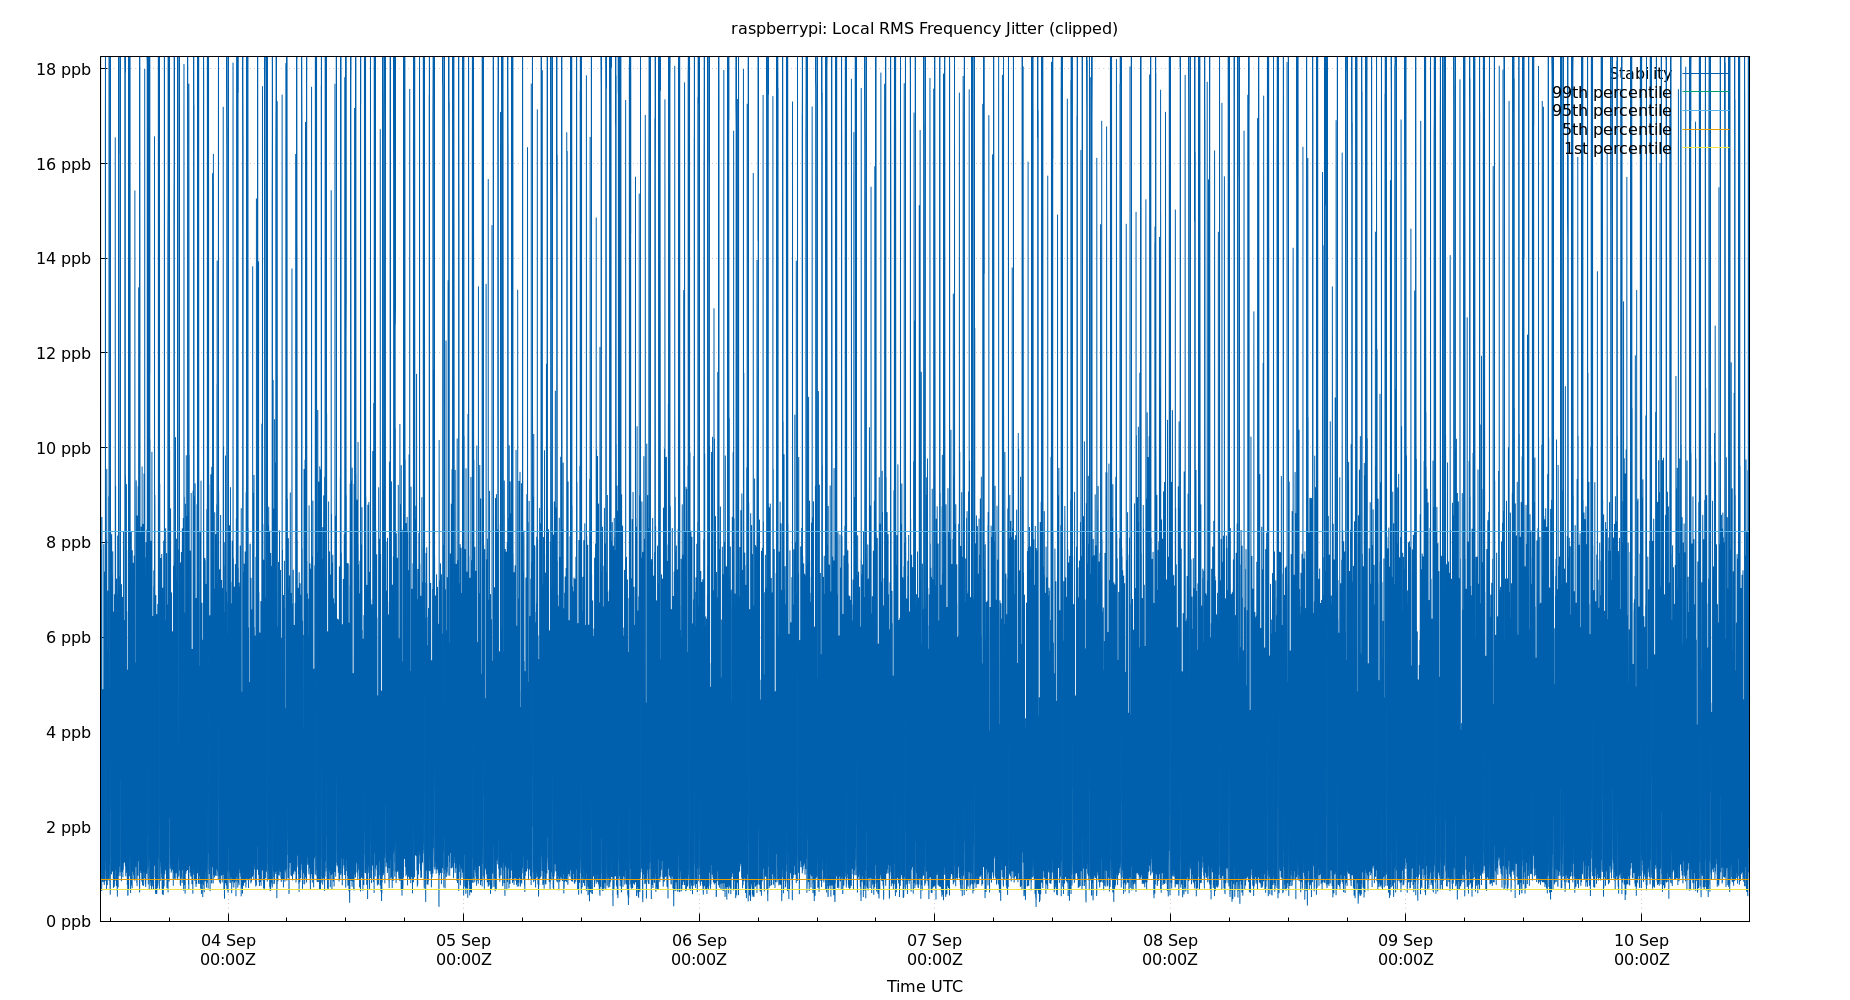 raspberrypi: Local RMS Frequency Jitter (clipped)
18 ppb
16 ppb
14 ppb
12 ppb
10 ppb
8 ppb
6 ppb
4 ppb
2 ppb
0 ppb
Stability
99th percentile
95th percentile
5th percentile
1st percentile
04 Sep
00:00Z
05 Sep
00:00Z
06 Sep
00:00Z
07 Sep
00:00Z
08 Sep
00:00Z
09 Sep
00:00Z
10 Sep
00:00Z
Time UTC